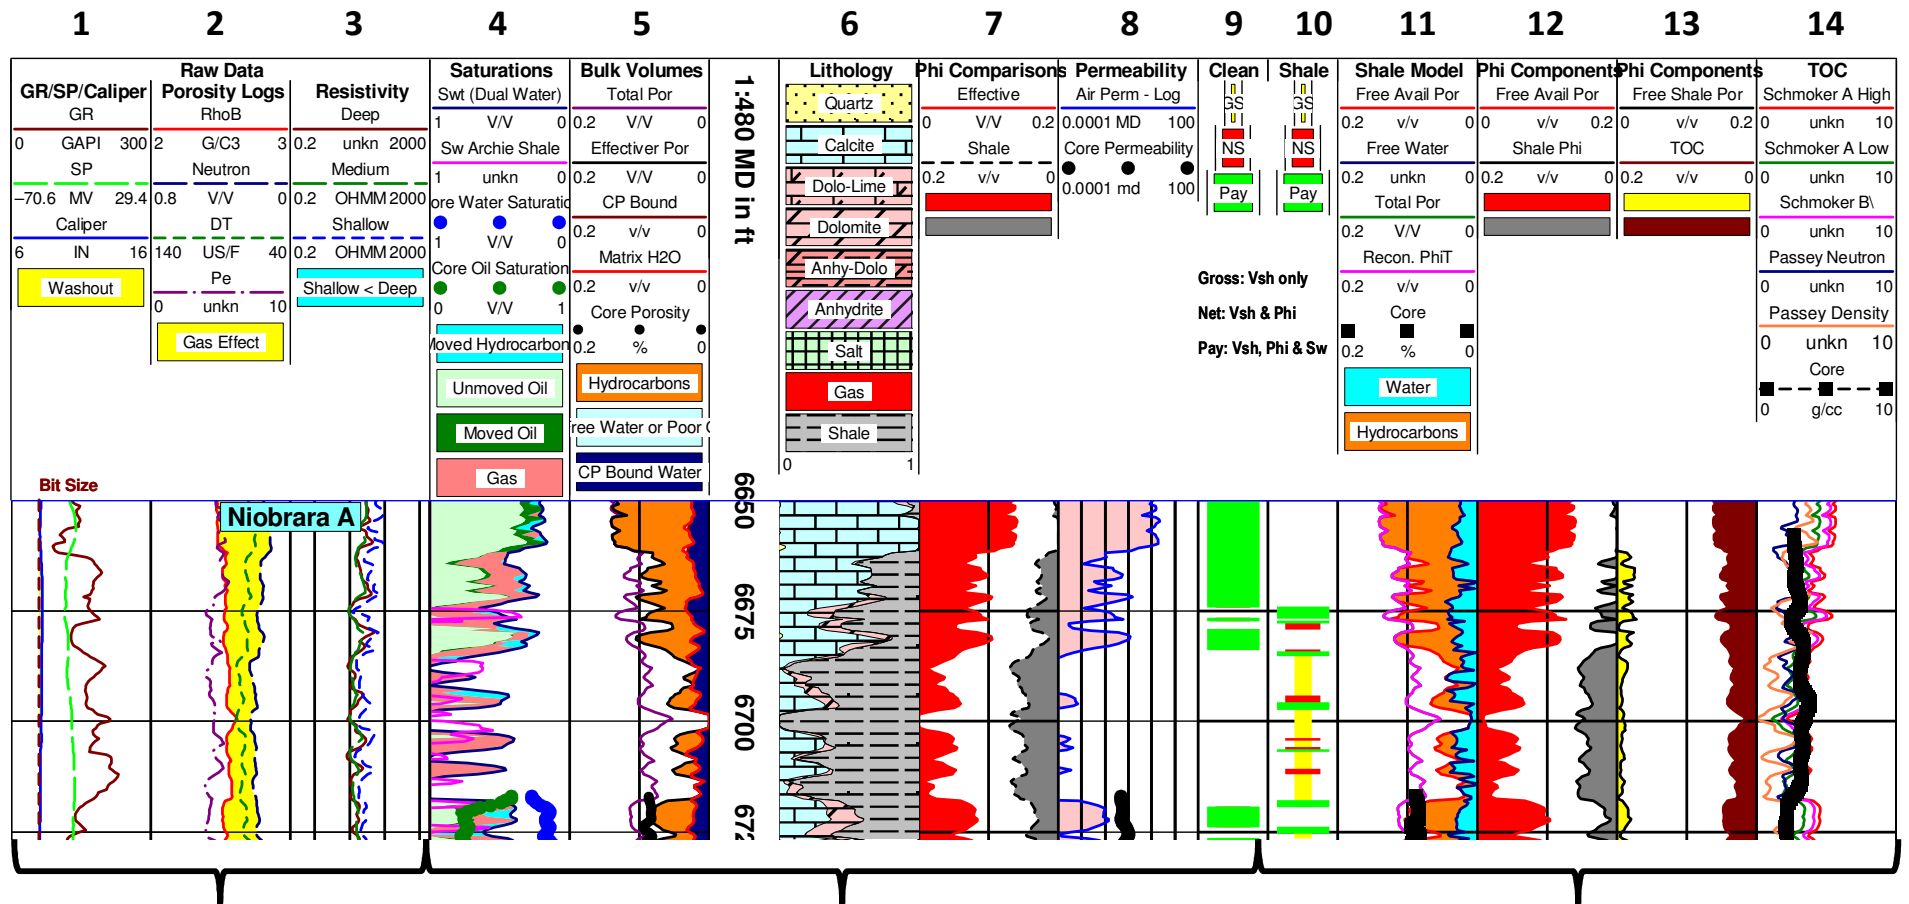 1 2 3 4 5 6 7 8 9 10 11 12 13 14
Raw Data
GR/SP/Caliper
GR
0 GAPI 300
SP
−70.6 MV 29.4
Caliper
6 IN 16
Washout
Porosity Logs
RhoB
2 G/C3 3
Neutron
0.8 V/V 0
DT
140 US/F 40
Pe
0 unkn 10
Gas Effect
Resistivity
Deep
0.2 unkn 2000
Medium
0.2 OHMM 2000
Shallow
0.2 OHMM 2000
Shallow < Deep
Saturations
Swt (Dual Water)
1 V/V 0
Sw Archie Shale
1 unkn 0
ore Water Saturatio
1 V/V 0
Core Oil Saturation
0 V/V 1
Moved Hydrocarbon
Unmoved Oil
Moved Oil
Gas
Bulk Volumes
Total Por
0.2 V/V 0
Effectiver Por
0.2 V/V 0
CP Bound
0.2 v/v 0
Matrix H2O
0.2 v/v 0
Core Porosity
0.2 % 0
Hydrocarbons
Free Water or Poor
CP Bound Water
1:480 MD in ft
Lithology
Quartz
Calcite
Dolo-Lime
Dolomite
Anhy-Dolo
Anhydrite
Salt
Gas
Shale
0 1
Phi Comparisons
Effective
0 V/V 0.2
Shale
0.2 v/v 0
Permeability
Air Perm - Log
0.0001 MD 100
Core Permeability
0.0001 md 100
Clean
GS
NS
Pay
Shale
GS
NS
Pay
Gross: Vsh only
Net: Vsh & Phi
Pay: Vsh, Phi & Sw
Shale Model
Free Avail Por
0.2 v/v 0
Free Water
0.2 unkn 0
Total Por
0.2 V/V 0
Recon. PhiT
0.2 v/v 0
Core
0.2 % 0
Water
Hydrocarbons
Phi Components
Free Avail Por
0 v/v 0.2
Shale Phi
0.2 v/v 0
Phi Components
Free Shale Por
0 v/v 0.2
TOC
0.2 v/v 0
TOC
Schmoker A High
0 unkn 10
Schmoker A Low
0 unkn 10
Schmoker B\
0 unkn 10
Passey Neutron
0 unkn 10
Passey Density
0 unkn 10
Core
0 g/cc 10
Bit Size
Niobrara A
6650
6675
6700
672